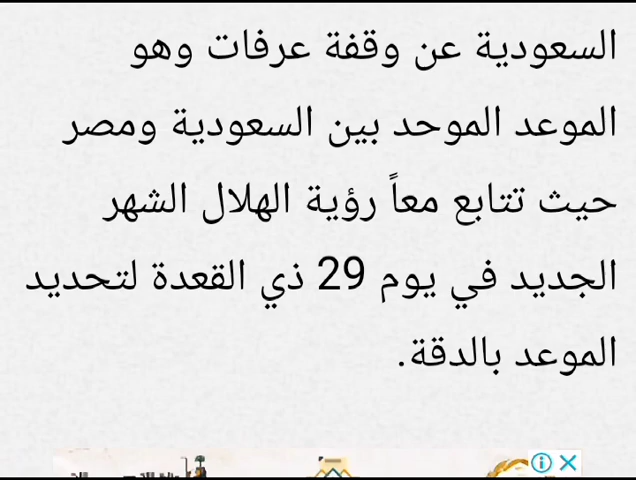 السعودية عن وقفة عرفات وهو
الموعد الموحد بين السعودية ومصر
حيث تتابع معاً رؤية الهلال الشهر
الجديد في يوم 29 ذي القعدة لتحديد
الموعد بالدقة.